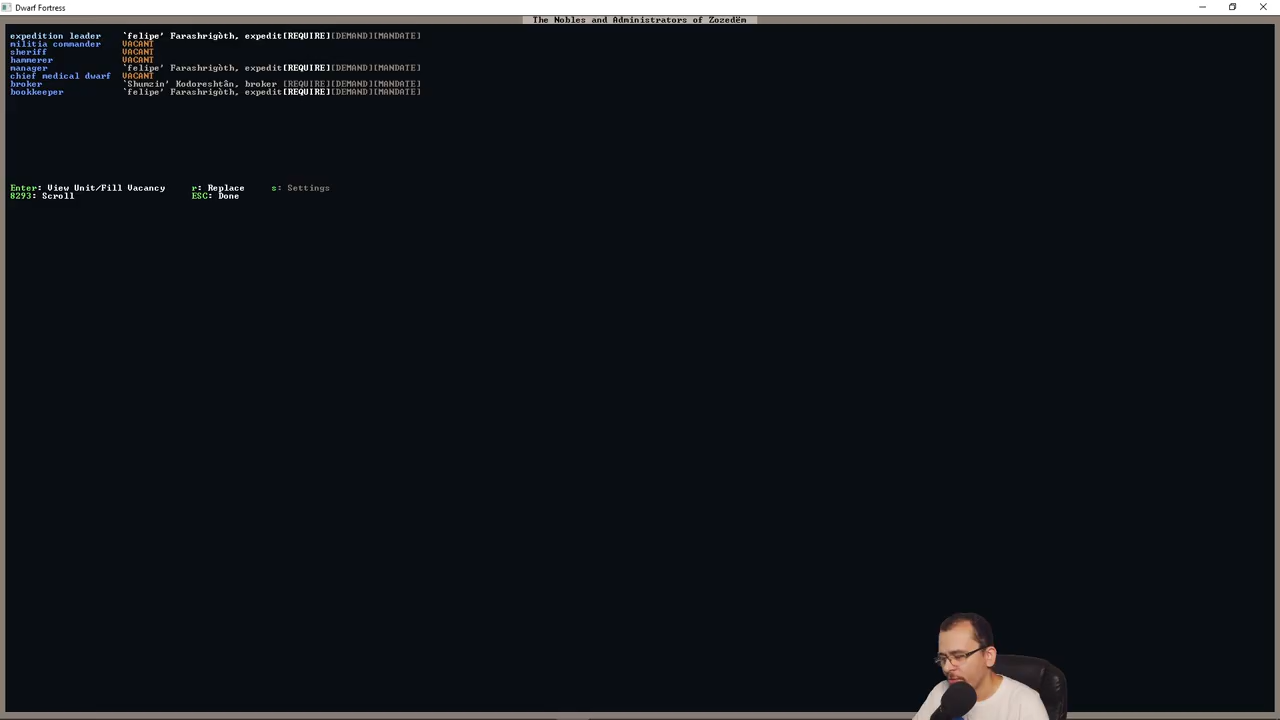 Dwarf Fortress
The Nobles and Administrators of Zozedëm
expedition leader `felipe' Farashrigòth, expedit[REQUIRE][DEMAND][MANDATE]
militia commander VACANT
sheriff VACANT
hammerer VACANT
manager `felipe' Farashrigòth, expedit[REQUIRE][DEMAND][MANDATE]
chief medical dwarf VACANT
broker `Shumzin' Kodoreshtân, broker [REQUIRE][DEMAND][MANDATE]
bookkeeper `felipe' Farashrigòth, expedit[REQUIRE][DEMAND][MANDATE]
Enter: View Unit/Fill Vacancy r: Replace s: Settings
8293: Scroll ESC: Done